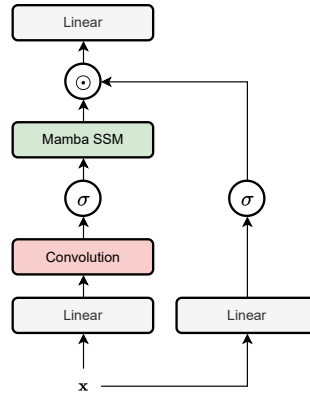 Linear
⊙
Mamba SSM
σ σ
Convolution
Linear Linear
x